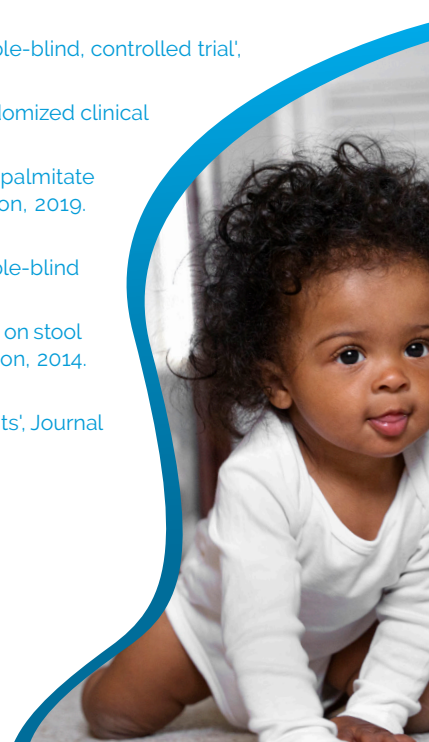 ble-blind, controlled trial',
domized clinical
palmitate
on, 2019.
ble-blind
on stool
on, 2014.
ts', Journal